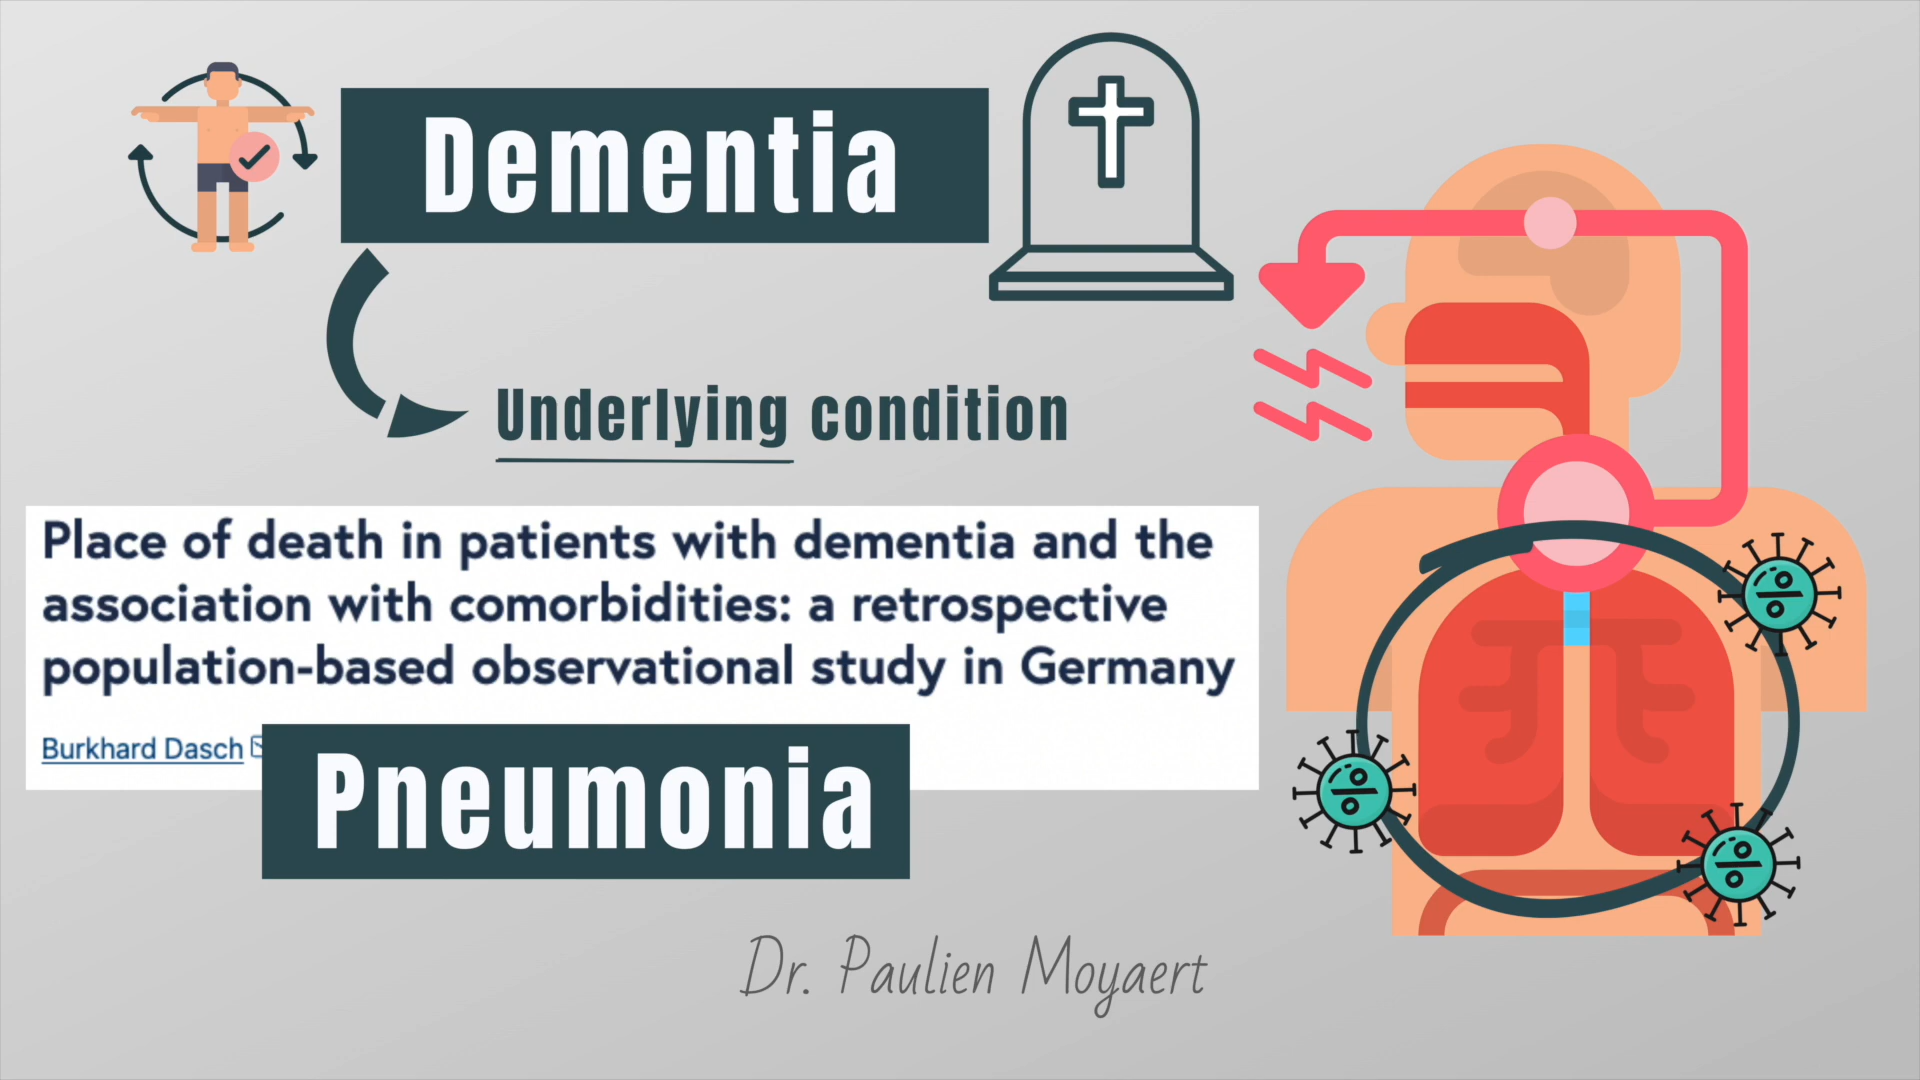 Dementia
Underlying condition
Place of death in patients with dementia and the
association with comorbidities: a retrospective
population-based observational study in Germany
Burkhard Dasch
Pneumonia
Dr. Paulien Moyaert